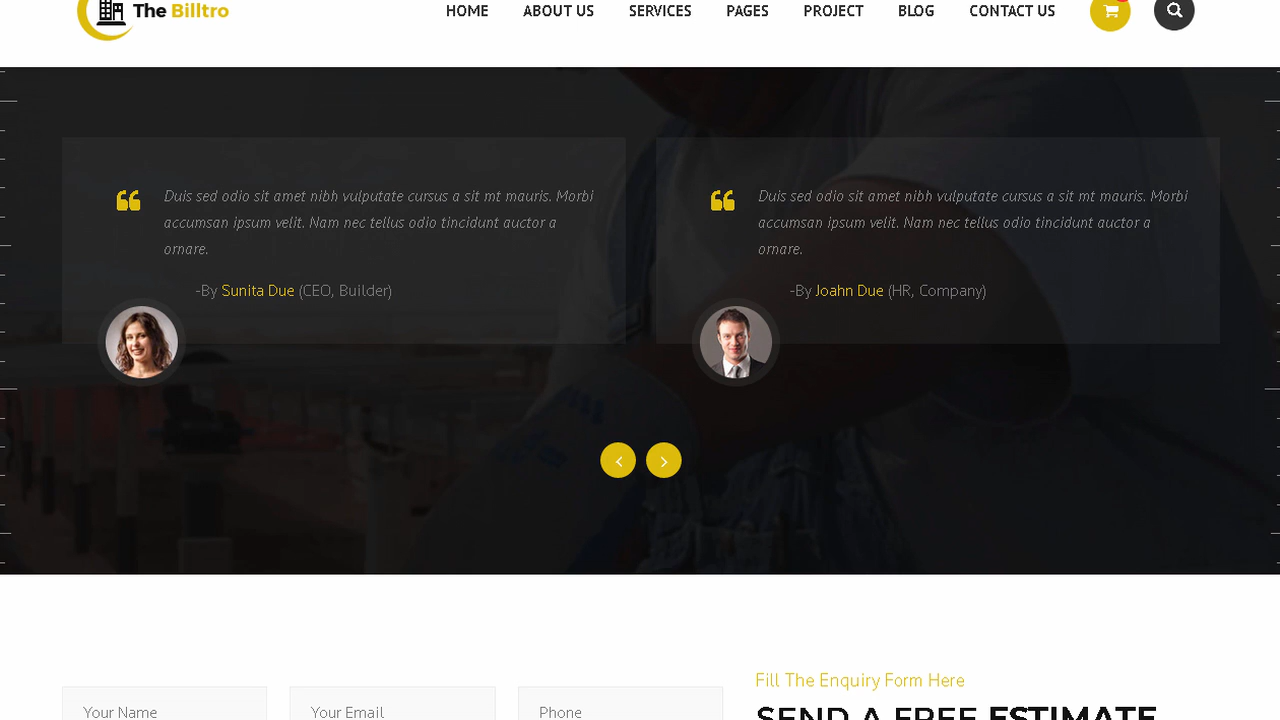 The Billtro
HOME ABOUT US SERVICES PAGES PROJECT BLOG CONTACT US
Duis sed odio sit amet nibh vulputate cursus a sit mt mauris. Morbi
accumsan ipsum velit. Nam nec tellus odio tincidunt auctor a
ornare.
-By Sunita Due (CEO, Builder)
Duis sed odio sit amet nibh vulputate cursus a sit mt mauris. Morbi
accumsan ipsum velit. Nam nec tellus odio tincidunt auctor a
ornare.
-By Joahn Due (HR, Company)
Your Name
Your Email
Phone
Fill The Enquiry Form Here
SEND A FREE ESTIMATE